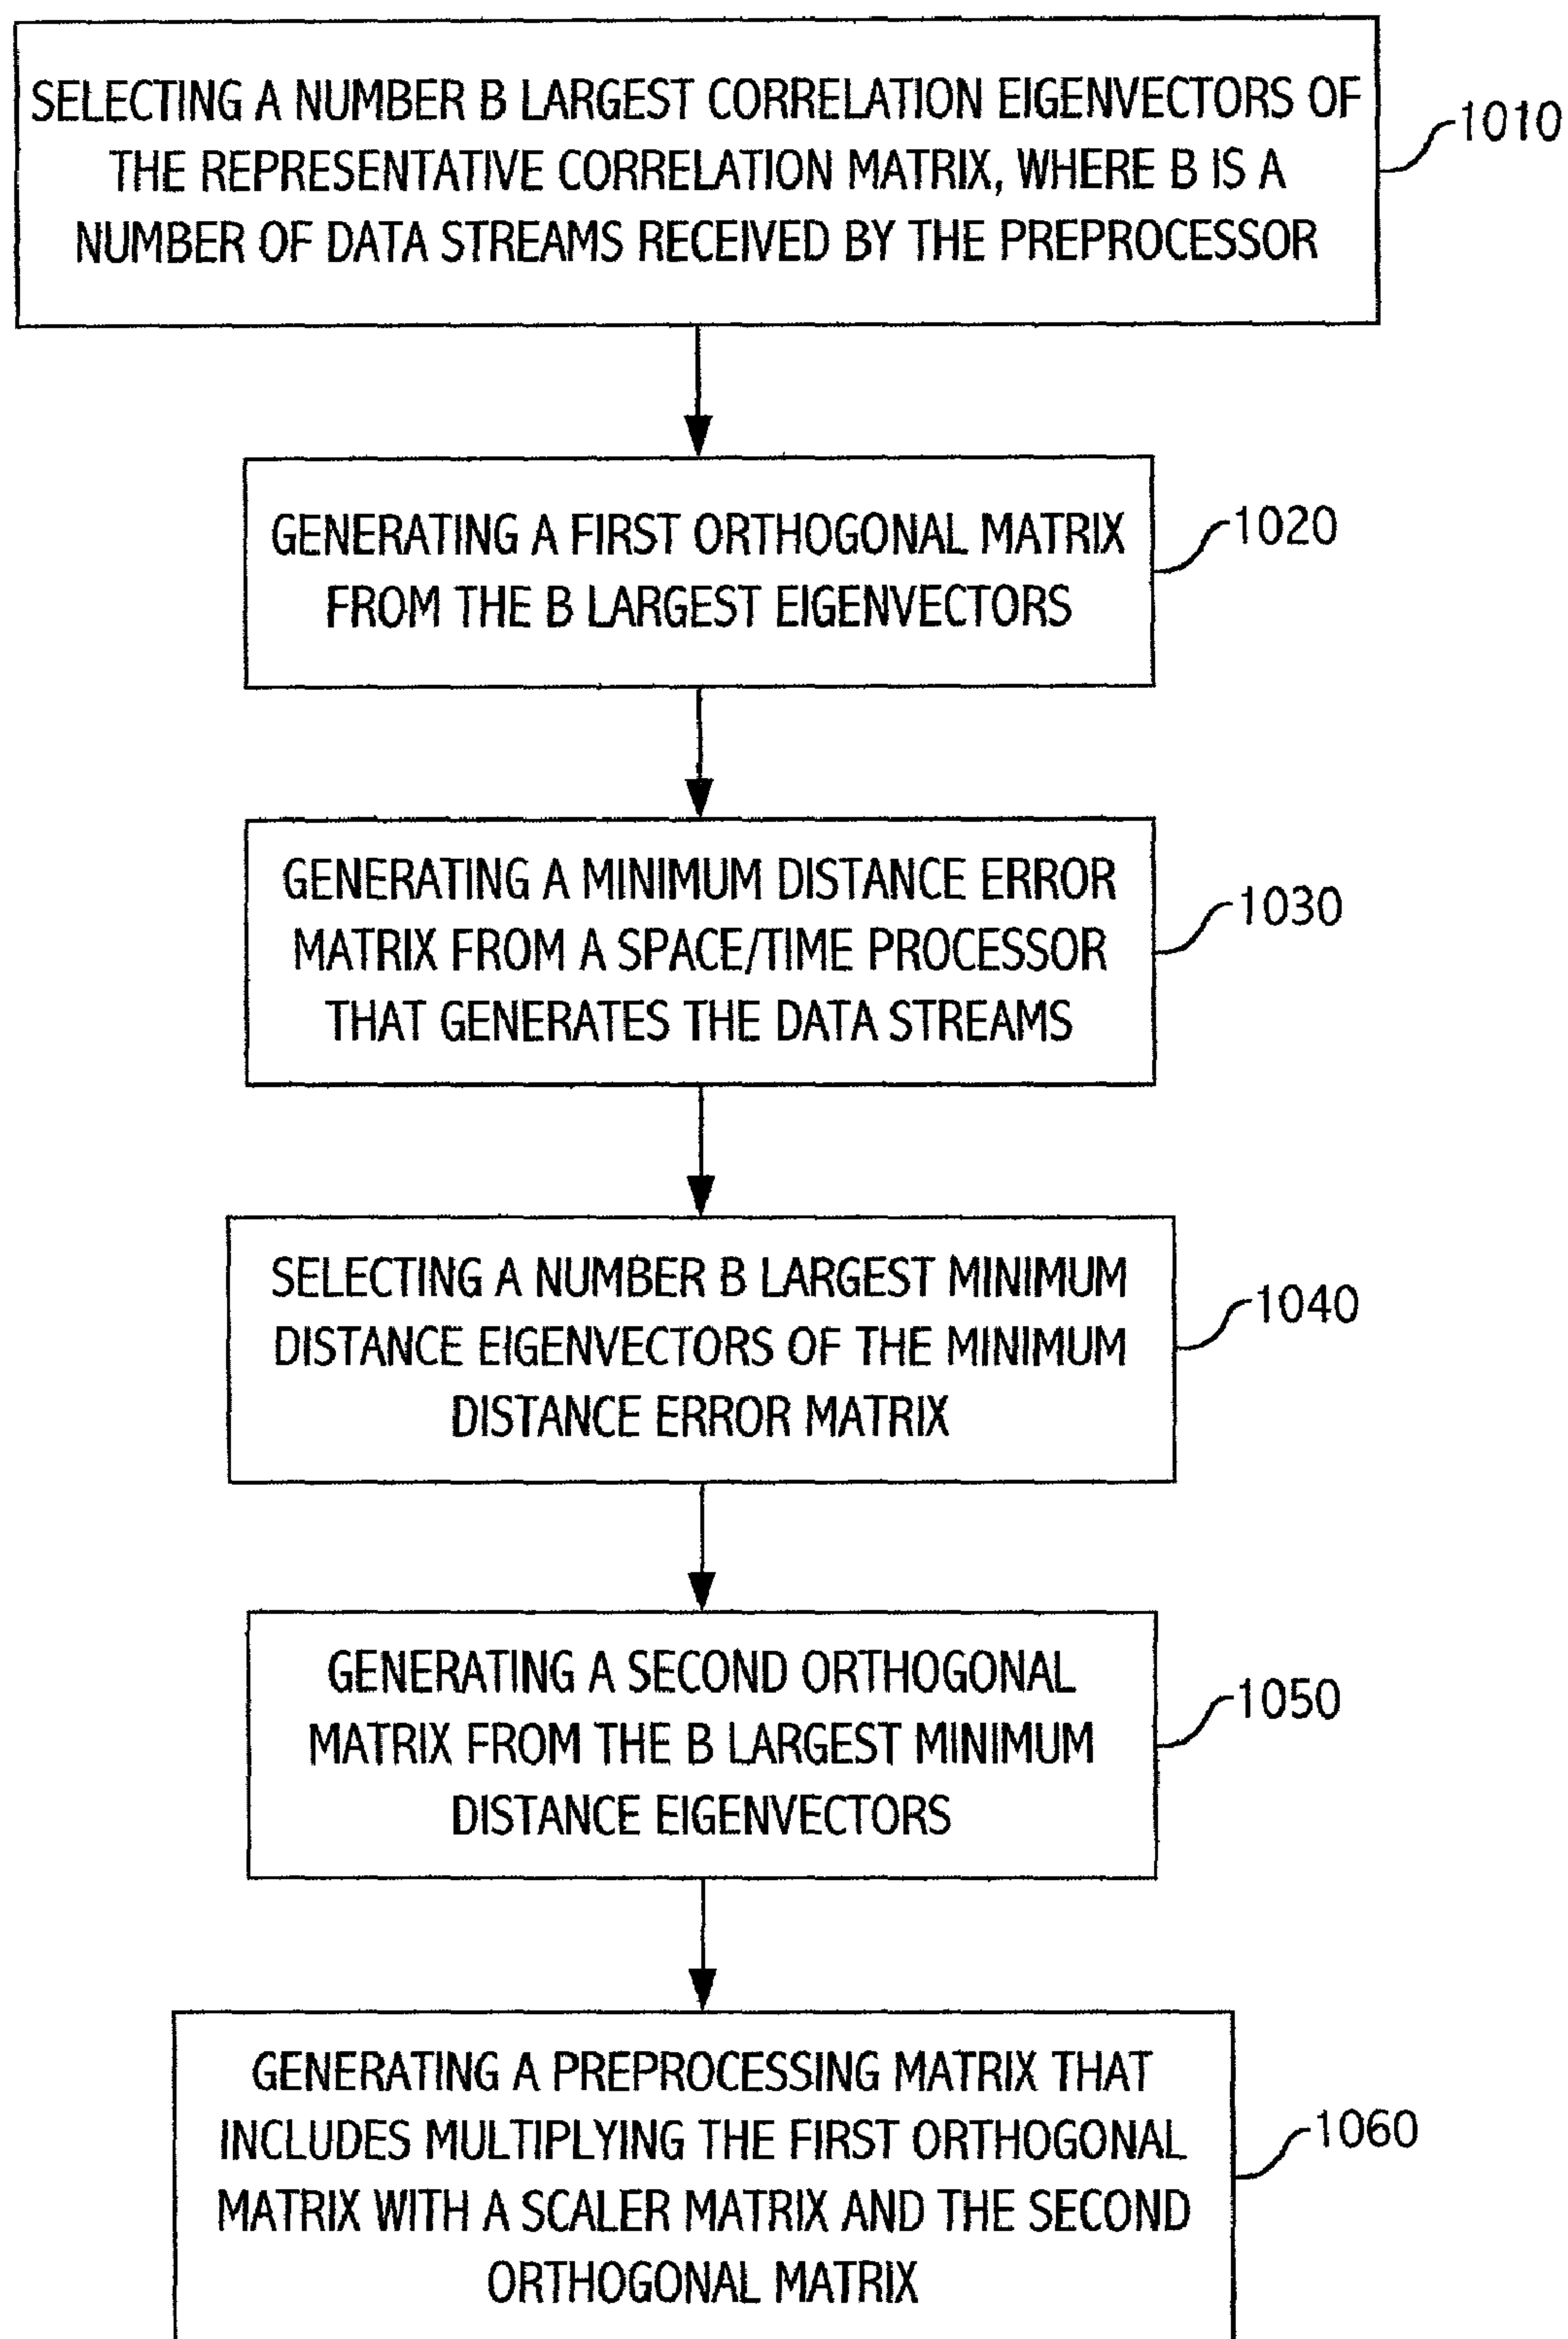 SELECTING A NUMBER B LARGEST CORRELATION EIGENVECTORS OF
THE REPRESENTATIVE CORRELATION MATRIX, WHERE B IS A
NUMBER OF DATA STREAMS RECEIVED BY THE PREPROCESSOR
1010
GENERATING A FIRST ORTHOGONAL MATRIX
FROM THE B LARGEST EIGENVECTORS
1020
GENERATING A MINIMUM DISTANCE ERROR
MATRIX FROM A SPACE/TIME PROCESSOR
THAT GENERATES THE DATA STREAMS
1030
SELECTING A NUMBER B LARGEST MINIMUM
DISTANCE EIGENVECTORS OF THE MINIMUM
DISTANCE ERROR MATRIX
1040
GENERATING A SECOND ORTHOGONAL
MATRIX FROM THE B LARGEST MINIMUM
DISTANCE EIGENVECTORS
1050
GENERATING A PREPROCESSING MATRIX THAT
INCLUDES MULTIPLYING THE FIRST ORTHOGONAL
MATRIX WITH A SCALER MATRIX AND THE SECOND
ORTHOGONAL MATRIX
1060